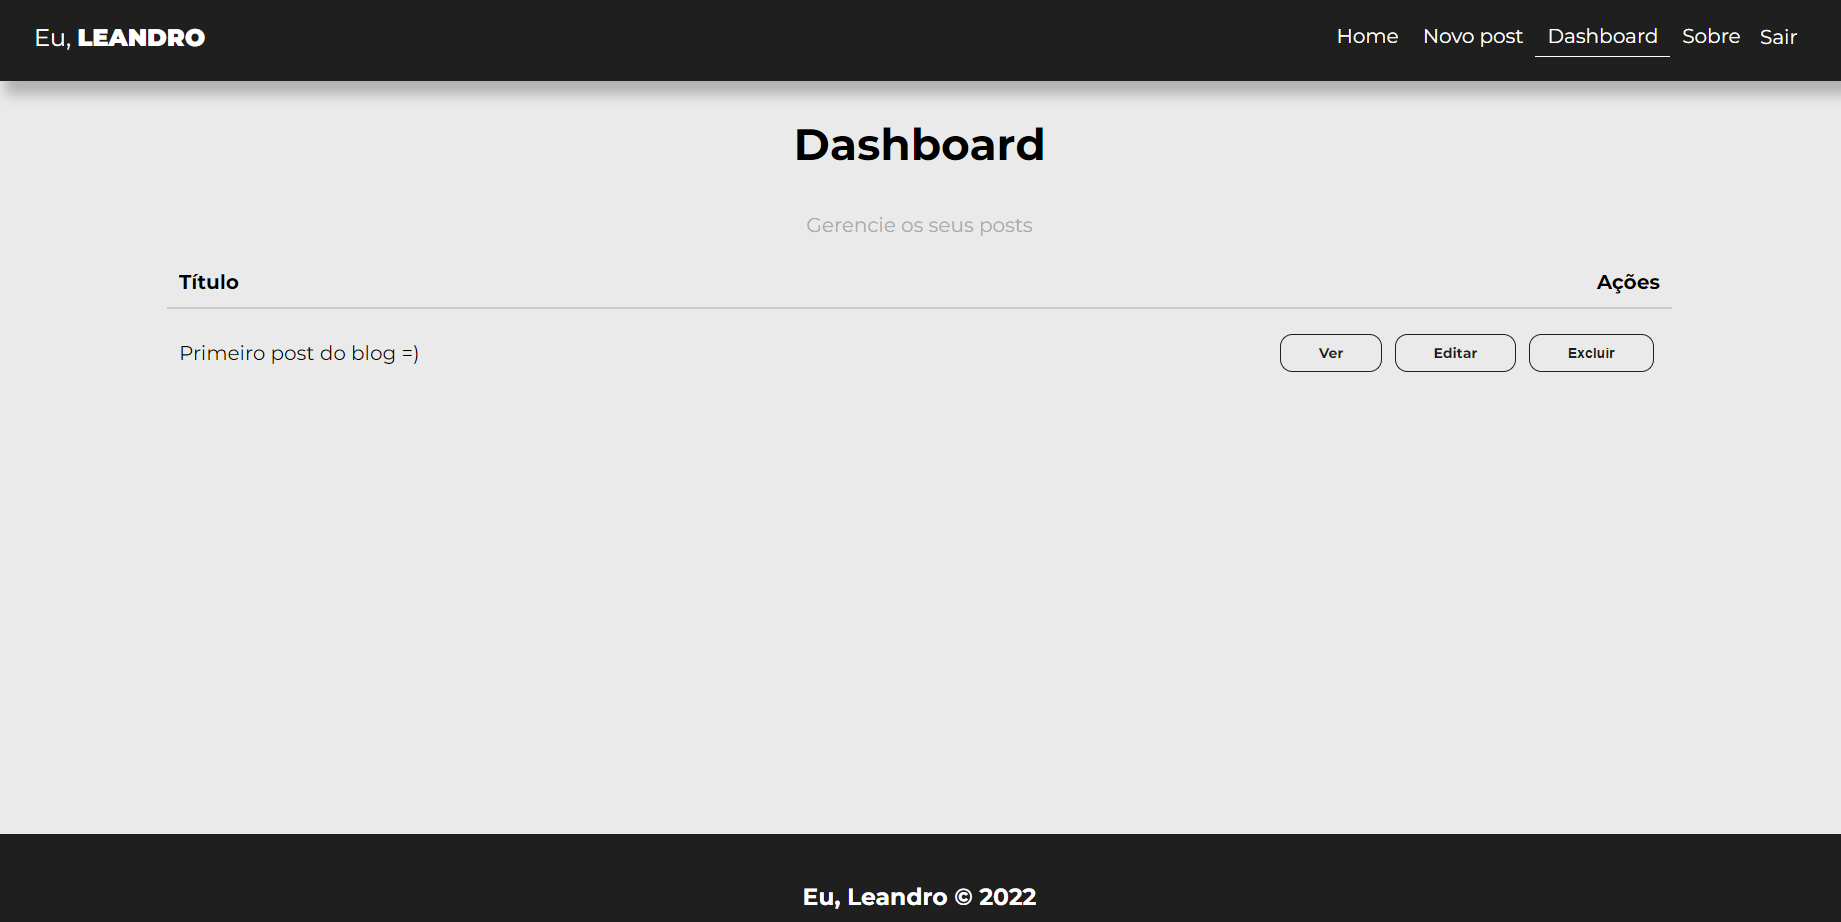 Eu, LEANDRO
Home Novo post Dashboard Sobre Sair
Dashboard
Gerencie os seus posts
Título Ações
Primeiro post do blog =) Ver Editar Excluir
Eu, Leandro © 2022